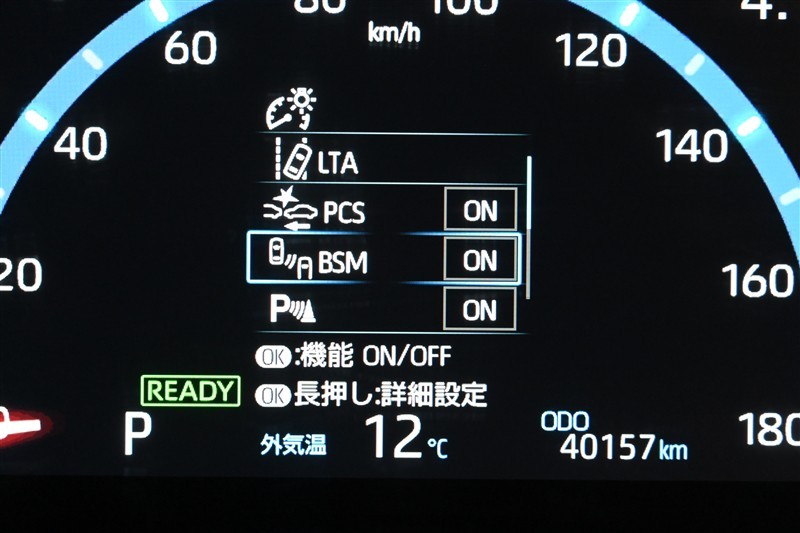 80 100
km/h
4.
60
120
40
140
LTA
PCS ON
BSM ON
20
160
P ON
OK:機能 ON/OFF
READY
OK長押し:詳細設定
P
外気温 12℃
ODO
40157km
180